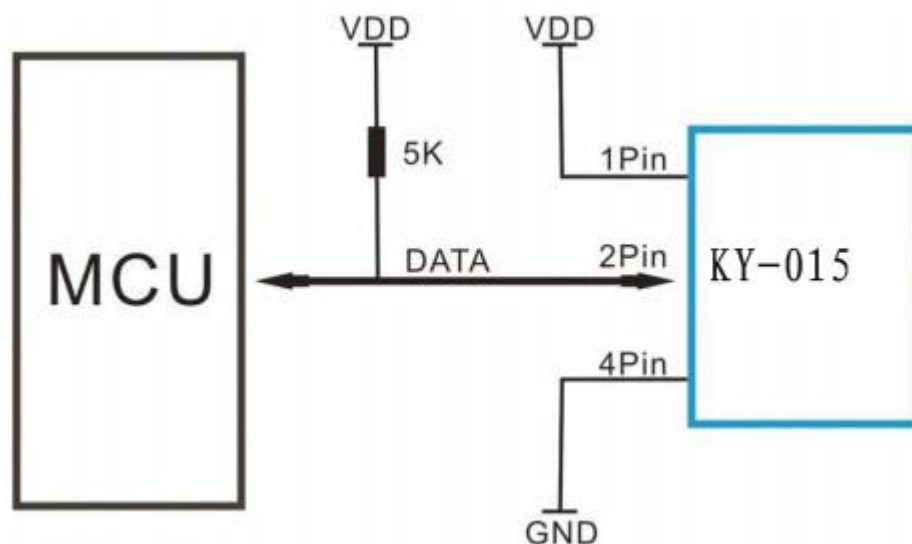 VDD
VDD
5K
1Pin
MCU
DATA
2Pin
KY-015
4Pin
GND